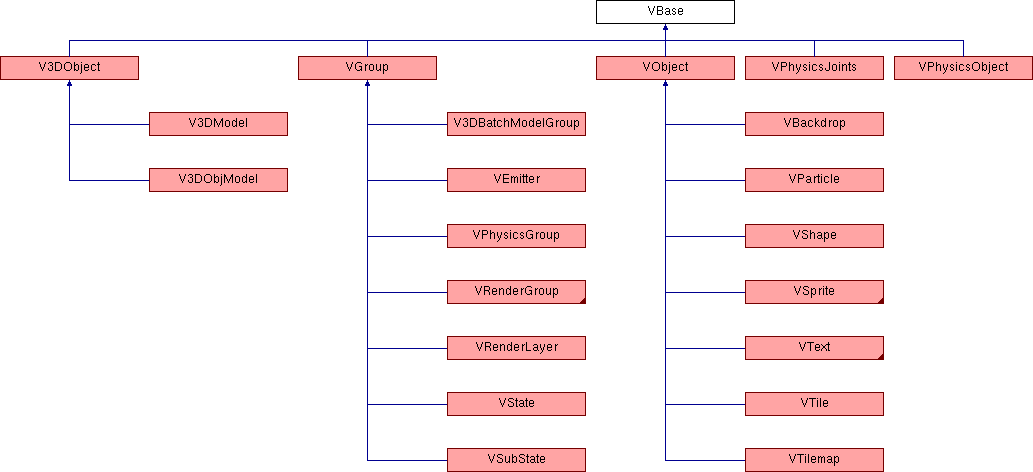 VBase
V3DObject
VGroup
VObject
VPhysicsJoints
VPhysicsObject
V3DModel
V3DBatchModelGroup
VBackdrop
V3DObjModel
VEmitter
VParticle
VPhysicsGroup
VShape
VRenderGroup
VSprite
VRenderLayer
VText
VState
VTile
VSubState
VTilemap